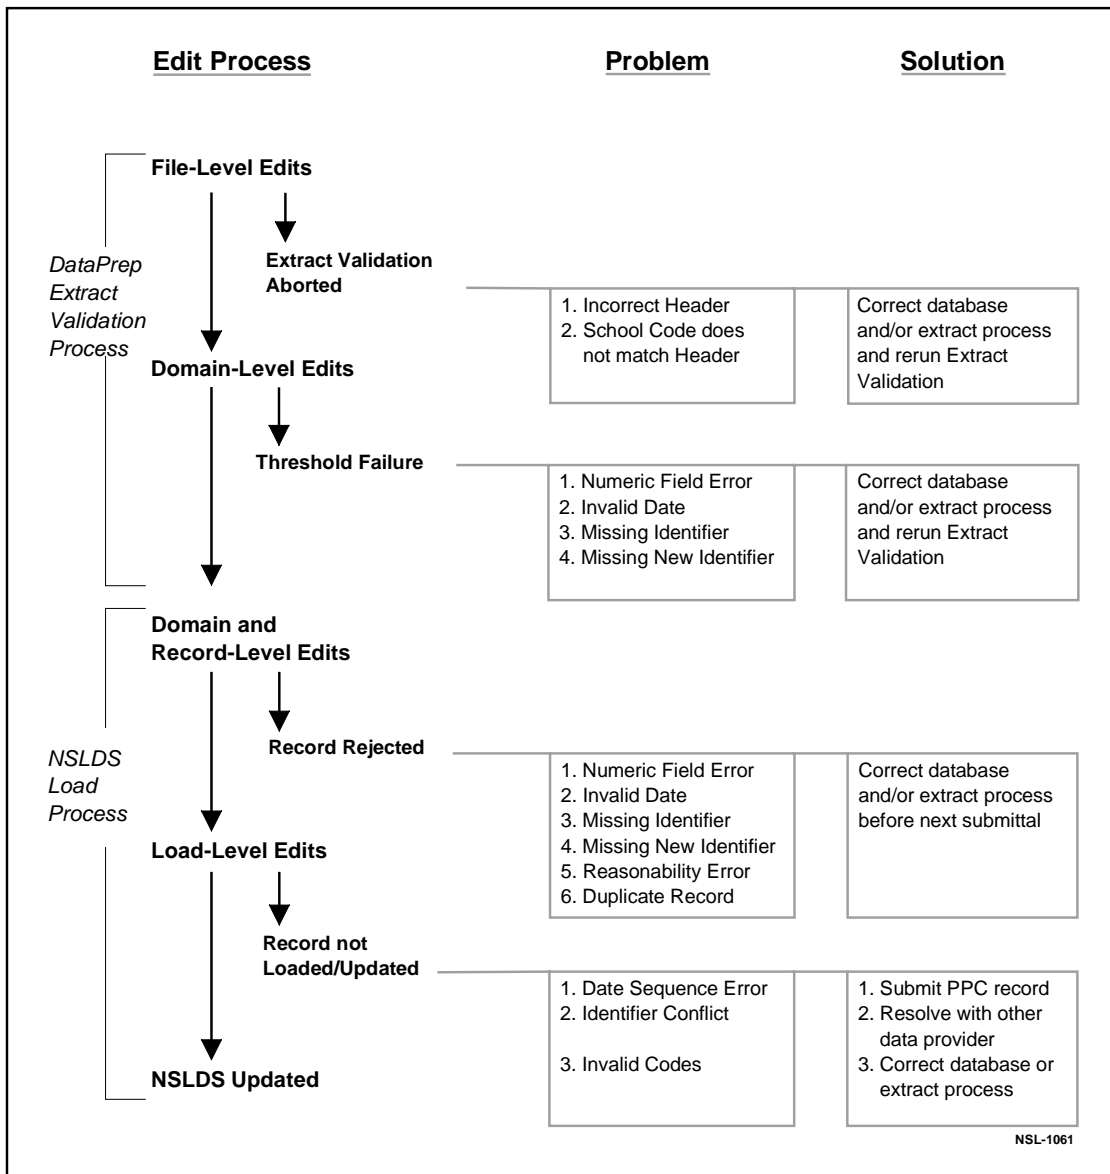 Edit Process
Problem
Solution
File-Level Edits
DataPrep
Extract
Validation
Process
Extract Validation
Aborted
1. Incorrect Header
2. School Code does
not match Header
Correct database
and/or extract process
and rerun Extract
Validation
Domain-Level Edits
Threshold Failure
1. Numeric Field Error
2. Invalid Date
3. Missing Identifier
4. Missing New Identifier
Correct database
and/or extract process
and rerun Extract
Validation
Domain and
Record-Level Edits
NSLDS
Load
Process
Record Rejected
1. Numeric Field Error
2. Invalid Date
3. Missing Identifier
4. Missing New Identifier
5. Reasonability Error
6. Duplicate Record
Correct database
and/or extract process
before next submittal
Load-Level Edits
Record not
Loaded/Updated
1. Date Sequence Error
2. Identifier Conflict
3. Invalid Codes
1. Submit PPC record
2. Resolve with other
data provider
3. Correct database or
extract process
NSLDS Updated
NSL-1061